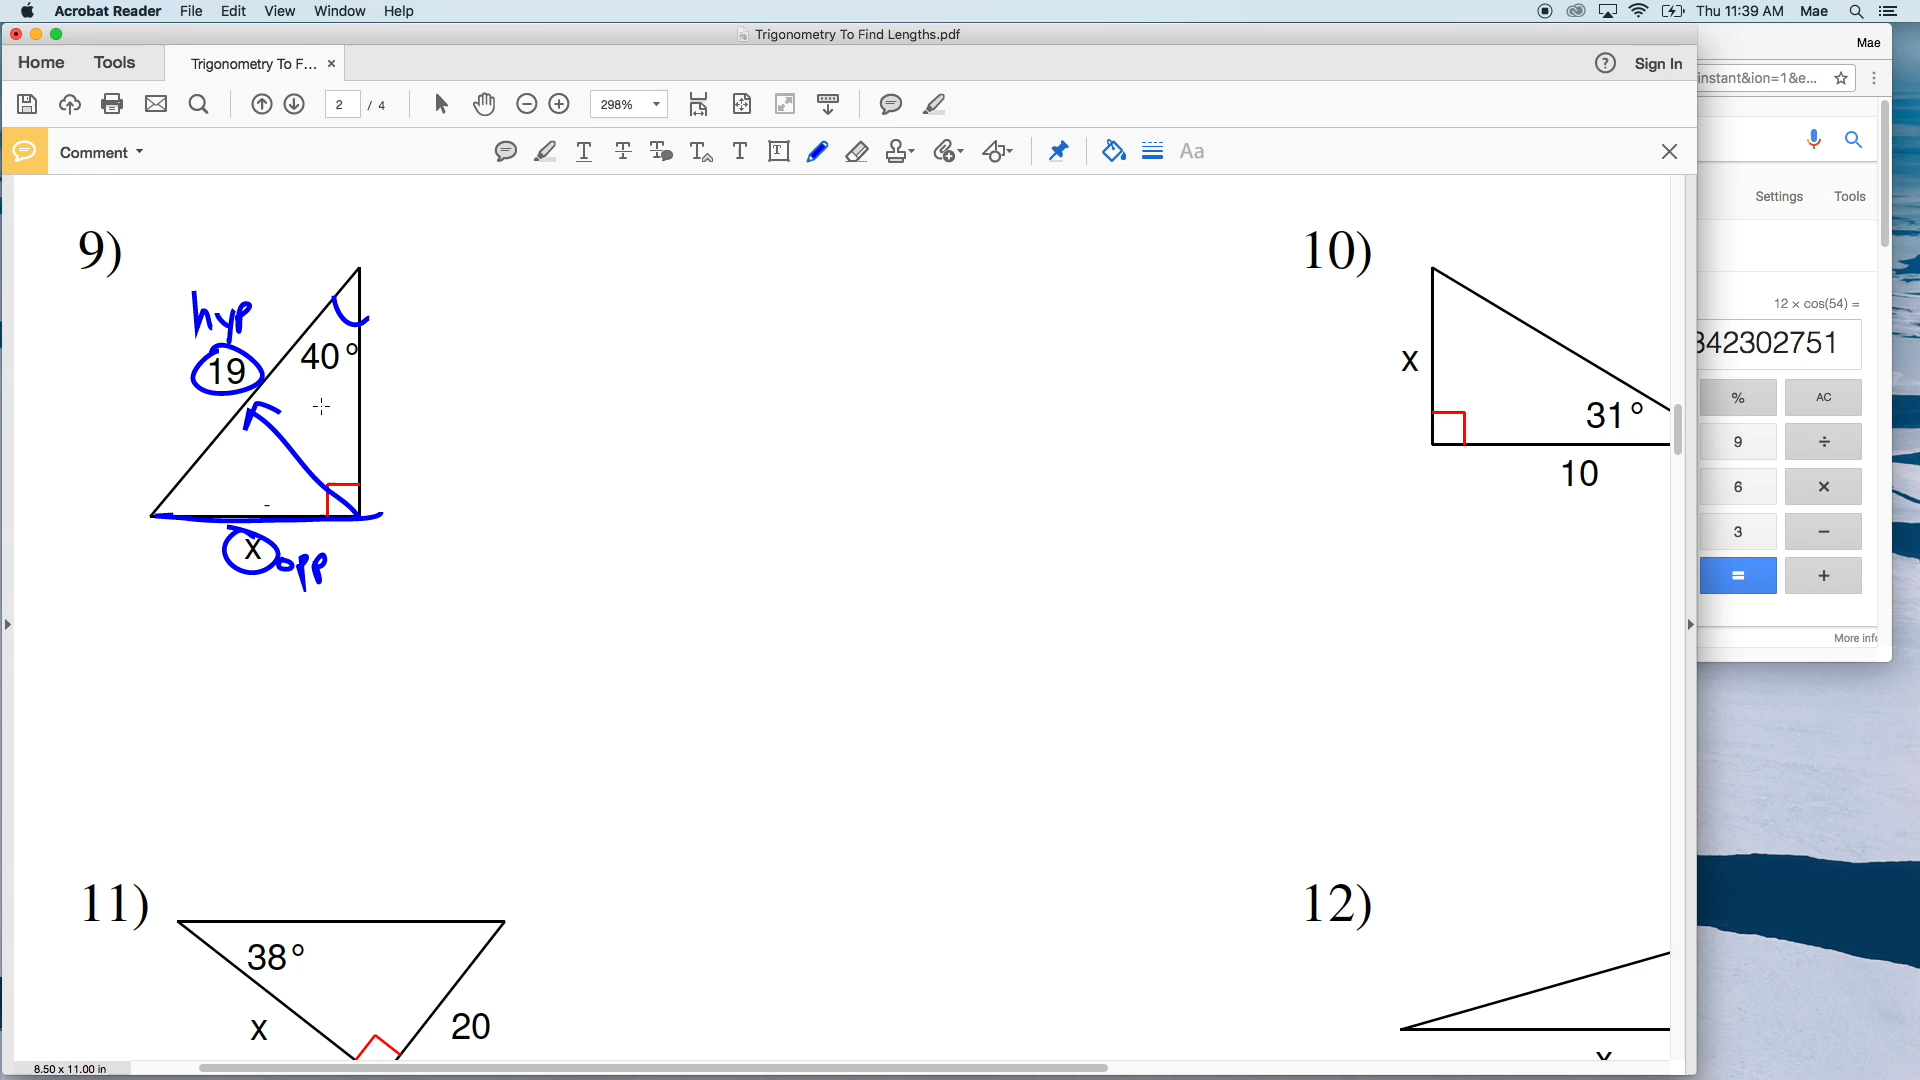 Acrobat Reader File Edit View Window Help Thu 11:39 AM Mae
Trigonometry To Find Lengths.pdf
Mae
Home Tools Trigonometry To F... × ? Sign In
instant&ion=1&e...
2 / 4 298%
Comment T T T T T T Aa
Settings Tools
9)
10)
hyp
19
40°
x
opp
x
31°
10
12 × cos(54) =
342302751
% AC
9 ÷
6 ×
3 −
= +
More info
11)
12)
38°
x
20
x
8.50 x 11.00 in